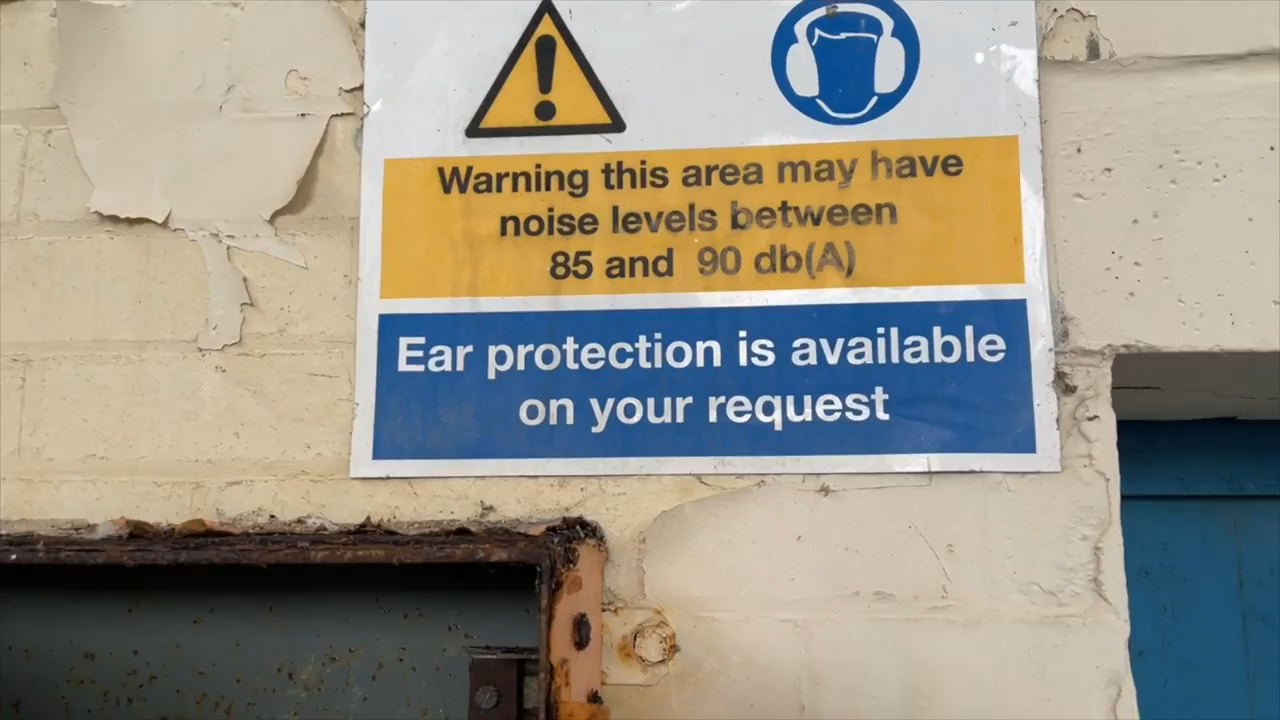 Warning this area may have
noise levels between
85 and 90 db(A)
Ear protection is available
on your request